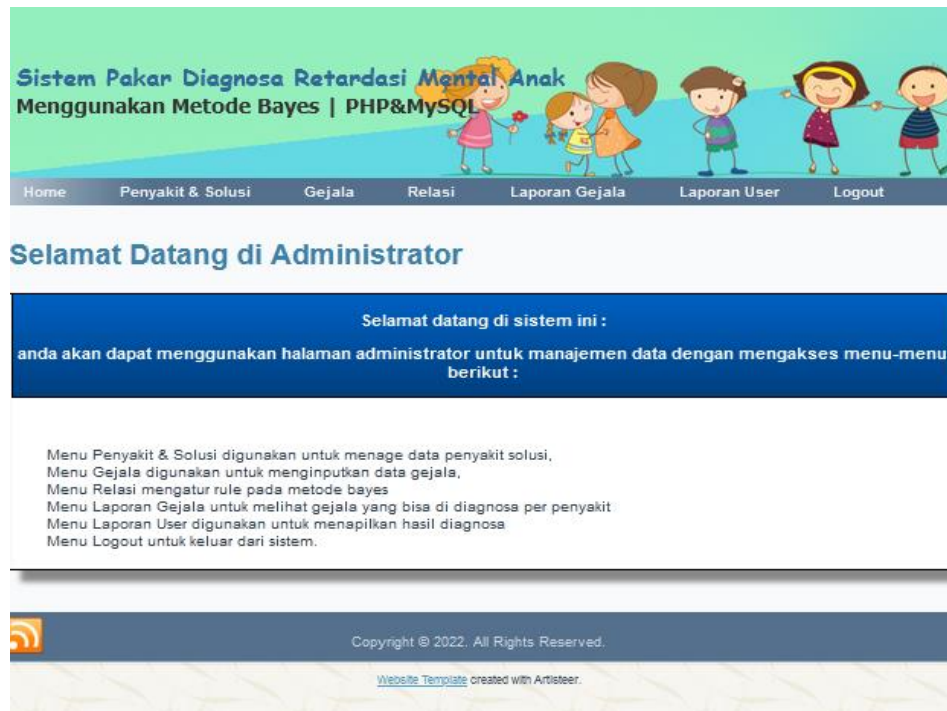 Sistem Pakar Diagnosa Retardasi Mental Anak
Menggunakan Metode Bayes | PHP&MySQL
Home Penyakit & Solusi Gejala Relasi Laporan Gejala Laporan User Logout
Selamat Datang di Administrator
Selamat datang di sistem ini :
anda akan dapat menggunakan halaman administrator untuk manajemen data dengan mengakses menu-menu
berikut :
Menu Penyakit & Solusi digunakan untuk menage data penyakit solusi,
Menu Gejala digunakan untuk menginputkan data gejala,
Menu Relasi mengatur rule pada metode bayes
Menu Laporan Gejala untuk melihat gejala yang bisa di diagnosa per penyakit
Menu Laporan User digunakan untuk menapilkan hasil diagnosa
Menu Logout untuk keluar dari sistem.
Copyright © 2022. All Rights Reserved.
Website Template created with Artisteer.